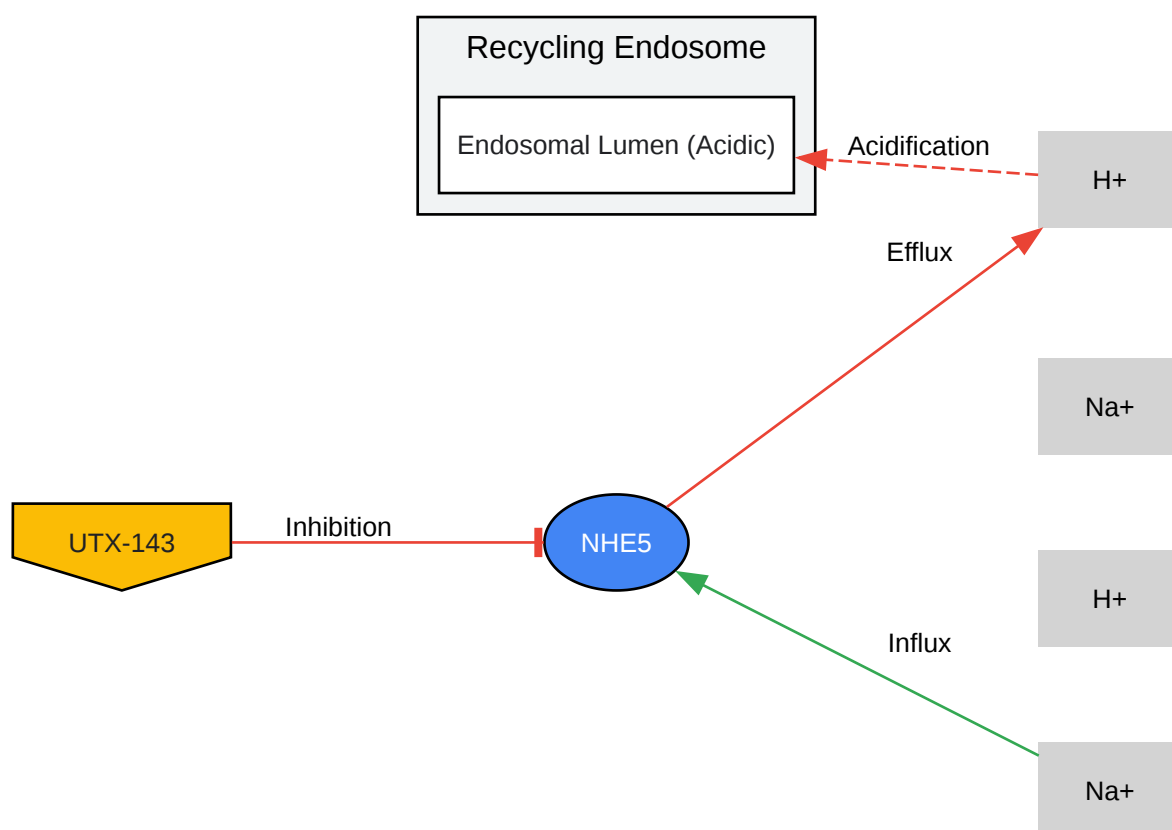 Recycling Endosome
Endosomal Lumen (Acidic)
Acidification
H+
Efflux
Na+
Inhibition
UTX-143
NHE5
H+
Influx
Na+